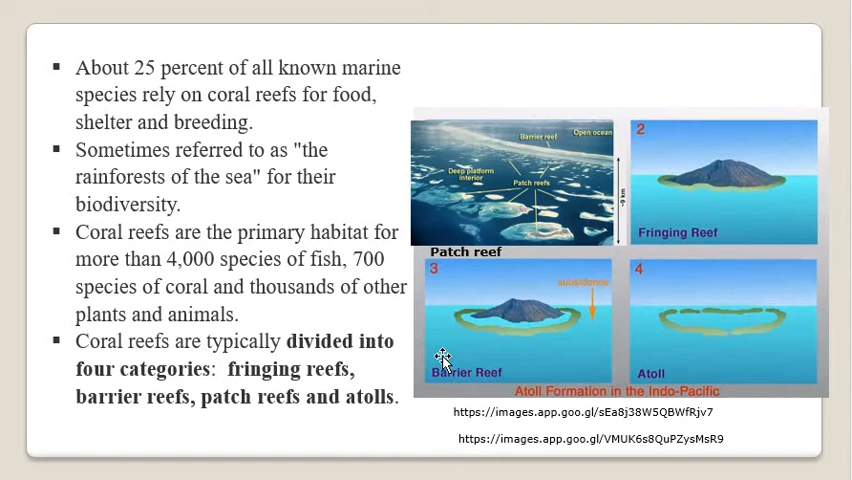 ▪ About 25 percent of all known marine
species rely on coral reefs for food,
shelter and breeding.
▪ Sometimes referred to as "the
rainforests of the sea" for their
biodiversity.
▪ Coral reefs are the primary habitat for
more than 4,000 species of fish, 700
species of coral and thousands of other
plants and animals.
▪ Coral reefs are typically divided into
four categories: fringing reefs,
barrier reefs, patch reefs and atolls.
Barrier reef
Open ocean
Deep platform
interior
Patch reefs
~9 km
Patch reef
2
Fringing Reef
3
subsidence
Barrier Reef
4
Atoll
Atoll Formation in the Indo-Pacific
https://images.app.goo.gl/sEa8j38W5QBWfRjv7
https://images.app.goo.gl/VMUK6s8QuPZysMsR9